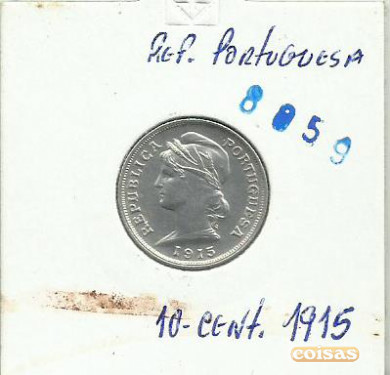 REP. PORTUGUESA
8059
REPUBLICA PORTUGUESA
1915
10-CENT. 1915
coisas